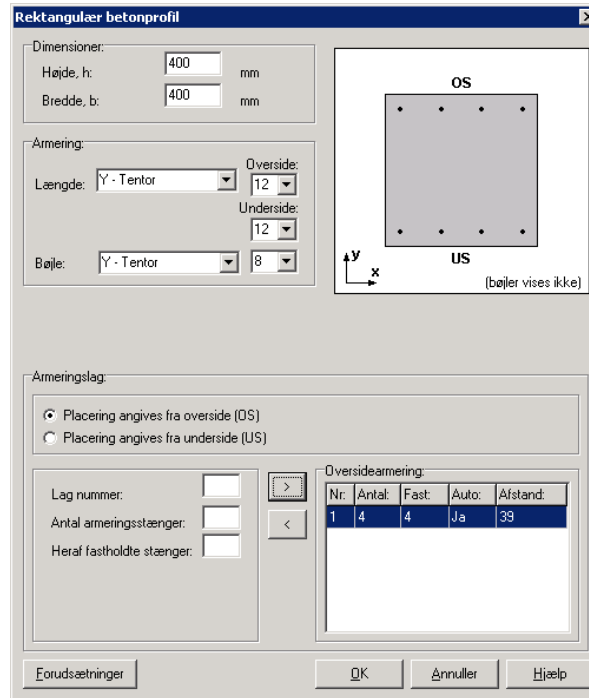 Rektangulær betonprofil
Dimensioner:
Højde, h: 400 mm
Bredde, b: 400 mm
OS
US
y
x
(bøjler vises ikke)
Armering:
Overside:
Længde: Y - Tentor 12
Underside:
12
Bøjle: Y - Tentor 8
Armeringslag:
Placering angives fra overside (OS)
Placering angives fra underside (US)
Lag nummer:
Antal armeringsstænger:
Heraf fastholdte stænger:
>
<
Oversidearmering:
Nr: Antal: Fast: Auto: Afstand:
1 4 4 Ja 39
Forudsætninger OK Annuller Hjælp